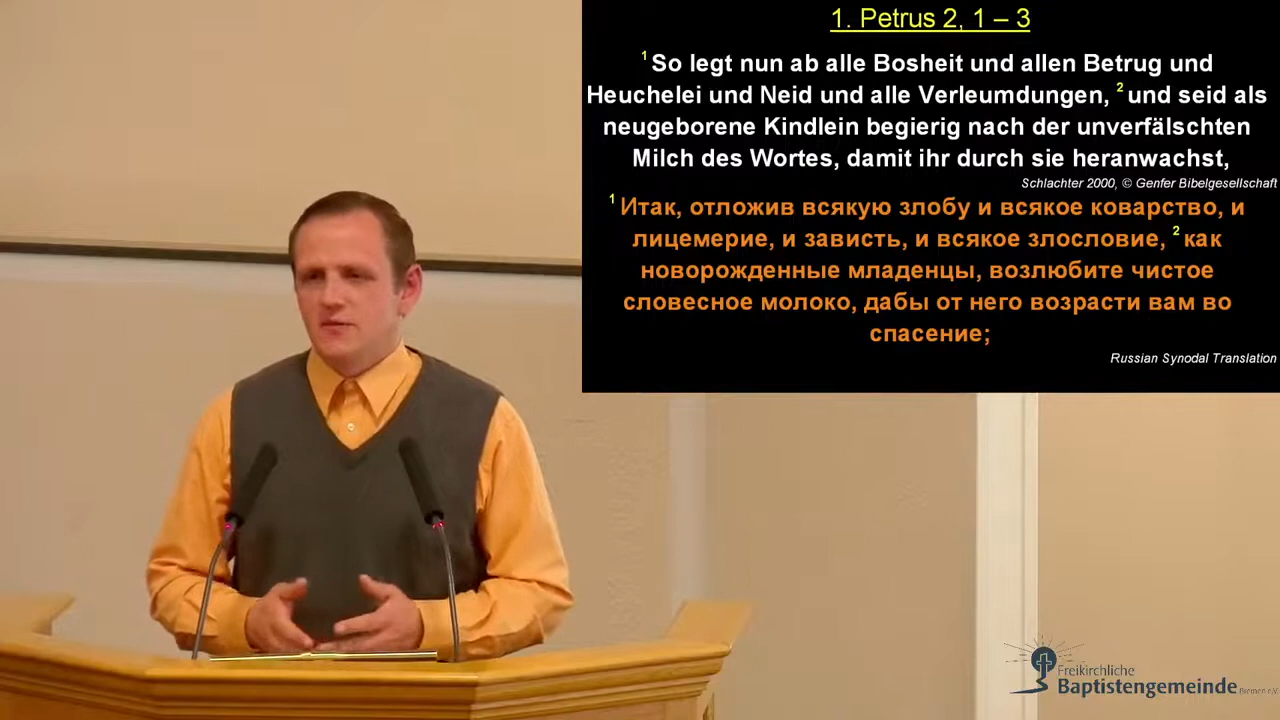 1. Petrus 2, 1 – 3
1 So legt nun ab alle Bosheit und allen Betrug und
Heuchelei und Neid und alle Verleumdungen, 2 und seid als
neugeborene Kindlein begierig nach der unverfälschten
Milch des Wortes, damit ihr durch sie heranwachst,
Schlachter 2000, © Genfer Bibelgesellschaft
1 Итак, отложив всякую злобу и всякое коварство, и
лицемерие, и зависть, и всякое злословие, 2 как
новорожденные младенцы, возлюбите чистое
словесное молоко, дабы от него возрасти вам во
спасение;
Russian Synodal Translation
Freikirchliche
Baptistengemeinde Bremen e.V.